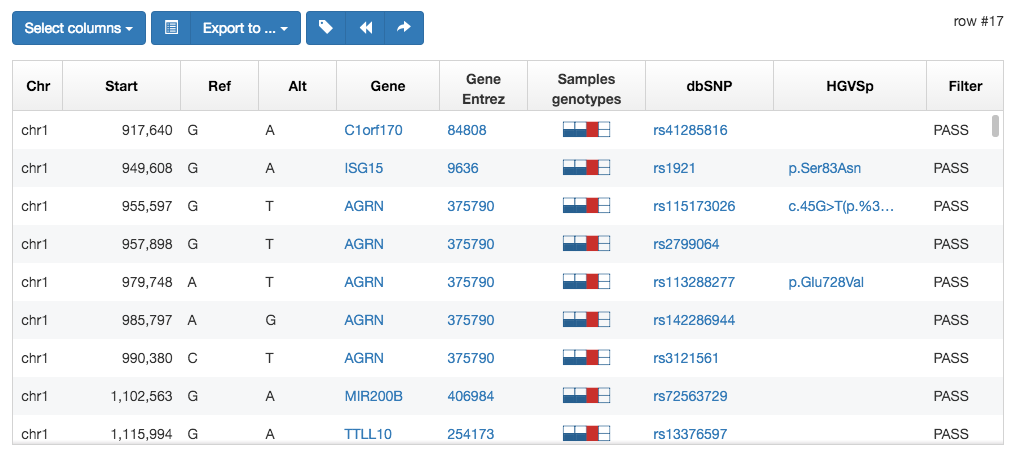 Select columns Export to ... row #17
Chr Start Ref Alt Gene Gene Entrez Samples genotypes dbSNP HGVSp Filter
chr1 917,640 G A C1orf170 84808 rs41285816 PASS
chr1 949,608 G A ISG15 9636 rs1921 p.Ser83Asn PASS
chr1 955,597 G T AGRN 375790 rs115173026 c.45G>T(p.%3... PASS
chr1 957,898 G T AGRN 375790 rs2799064 PASS
chr1 979,748 A T AGRN 375790 rs113288277 p.Glu728Val PASS
chr1 985,797 A G AGRN 375790 rs142286944 PASS
chr1 990,380 C T AGRN 375790 rs3121561 PASS
chr1 1,102,563 G A MIR200B 406984 rs72563729 PASS
chr1 1,115,994 G A TTLL10 254173 rs13376597 PASS